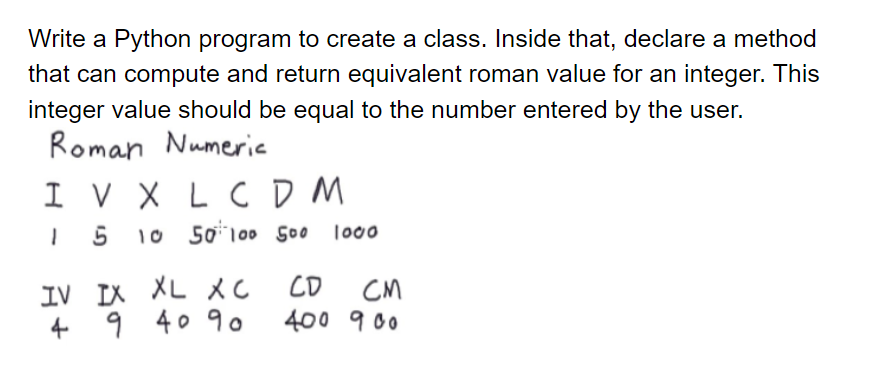 Write a Python program to create a class. Inside that, declare a method
that can compute and return equivalent roman value for an integer. This
integer value should be equal to the number entered by the user.
Roman Numeric
I V X L C D M
1 5 10 50 100 500 1000
IV IX XL XC CD CM
4 9 40 90 400 900